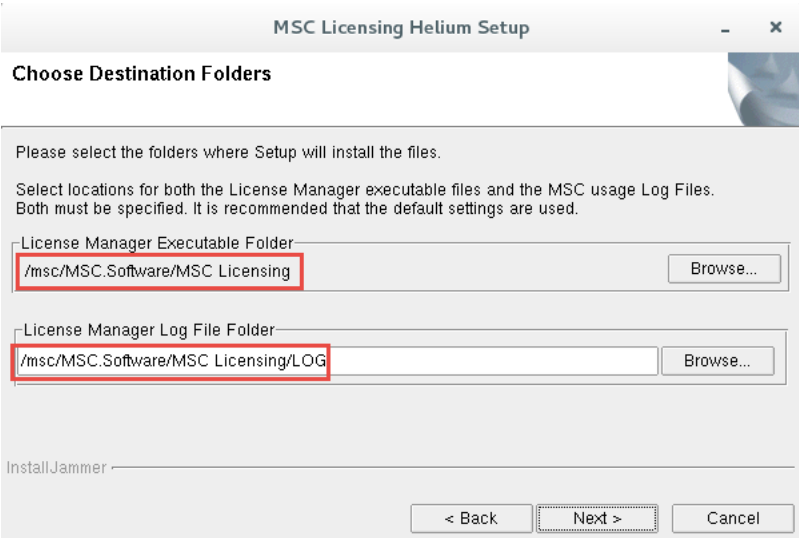 MSC Licensing Helium Setup
Choose Destination Folders
Please select the folders where Setup will install the files.
Select locations for both the License Manager executable files and the MSC usage Log Files.
Both must be specified. It is recommended that the default settings are used.
License Manager Executable Folder
/msc/MSC.Software/MSC Licensing
Browse...
License Manager Log File Folder
/msc/MSC.Software/MSC Licensing/LOG
Browse...
InstallJammer
< Back Next > Cancel